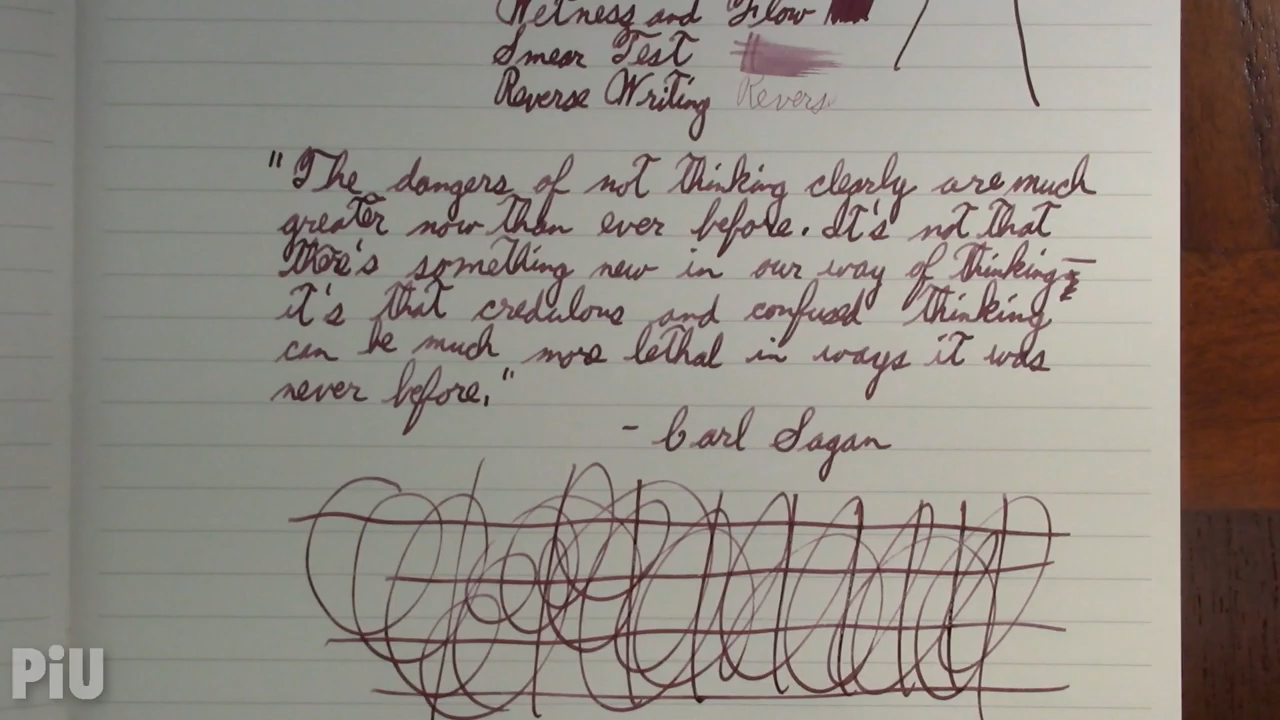 Wetness and Flow
Smear Test
Reverse Writing Revers
"The dangers of not thinking clearly are much
greater now than ever before. It's not that
there's something new in our way of thinking-
it's that credulous and confused thinking
can be much more lethal in ways it was
never before."
- Carl Sagan
PiU